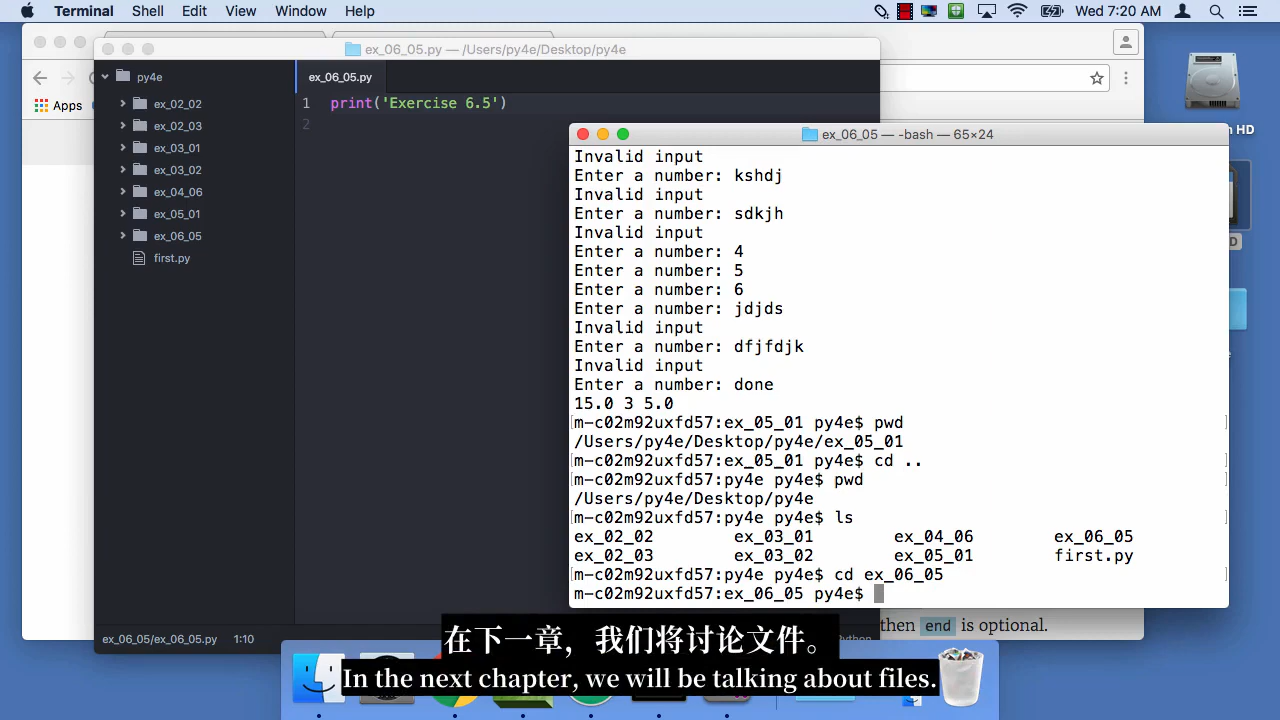 Terminal Shell Edit View Window Help
Wed 7:20 AM
ex_06_05.py — /Users/py4e/Desktop/py4e
Apps
py4e
ex_02_02
ex_02_03
ex_03_01
ex_03_02
ex_04_06
ex_05_01
ex_06_05
first.py
ex_06_05.py
1 print('Exercise 6.5')
2
ex_06_05/ex_06_05.py 1:10
ex_06_05 — -bash — 65×24
Invalid input
Enter a number: kshdj
Invalid input
Enter a number: sdkjh
Invalid input
Enter a number: 4
Enter a number: 5
Enter a number: 6
Enter a number: jdjds
Invalid input
Enter a number: dfjfdjk
Invalid input
Enter a number: done
15.0 3 5.0
[m-c02m92uxfd57:ex_05_01 py4e$ pwd ]
/Users/py4e/Desktop/py4e/ex_05_01
[m-c02m92uxfd57:ex_05_01 py4e$ cd .. ]
[m-c02m92uxfd57:py4e py4e$ pwd ]
/Users/py4e/Desktop/py4e
[m-c02m92uxfd57:py4e py4e$ ls ]
ex_02_02 ex_03_01 ex_04_06 ex_06_05
ex_02_03 ex_03_02 ex_05_01 first.py
[m-c02m92uxfd57:py4e py4e$ cd ex_06_05 ]
m-c02m92uxfd57:ex_06_05 py4e$
then end is optional.
在下一章，我们将讨论文件。
In the next chapter, we will be talking about files.